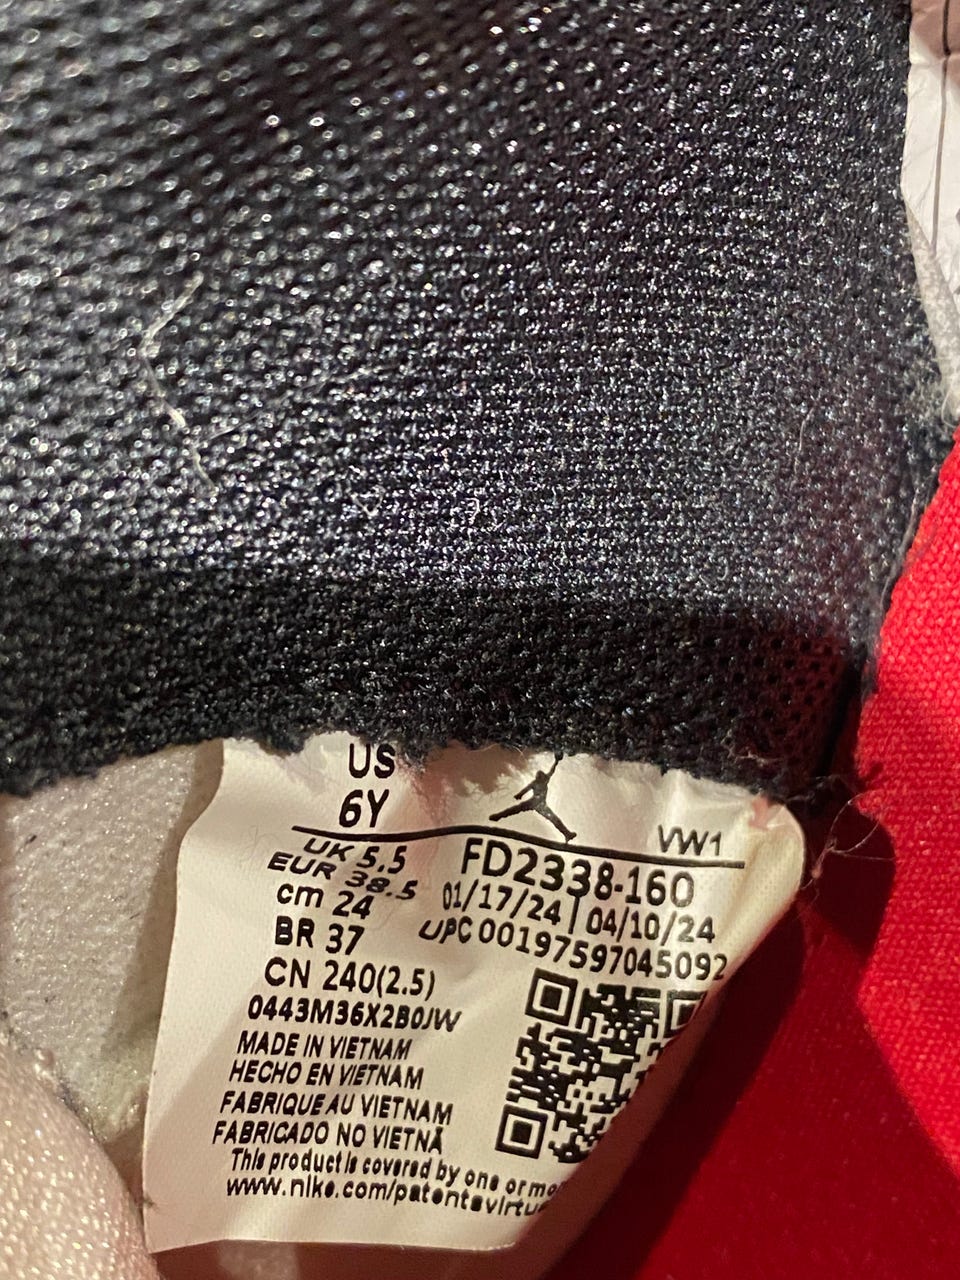 US
6Y
VW1
UK 5.5
EUR 38.5
cm 24
BR 37
CN 240(2.5)
FD2338-160
01/17/24 | 04/10/24
UPC 00197597045092
0443M36X2B0JW
MADE IN VIETNAM
HECHO EN VIETNAM
FABRIQUE AU VIETNAM
FABRICADO NO VIETNÃ
This product is covered by one or mo
www.nike.com/patentsvirtu